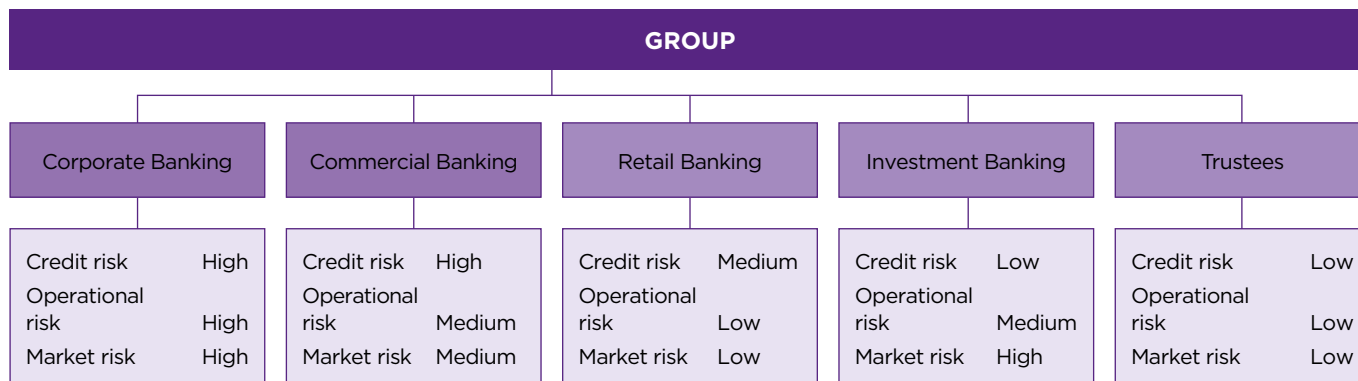 GROUP
Corporate Banking
Commercial Banking
Retail Banking
Investment Banking
Trustees
Credit risk High
Operational
risk High
Market risk High
Credit risk High
Operational
risk Medium
Market risk Medium
Credit risk Medium
Operational
risk Low
Market risk Low
Credit risk Low
Operational
risk Medium
Market risk High
Credit risk Low
Operational
risk Low
Market risk Low